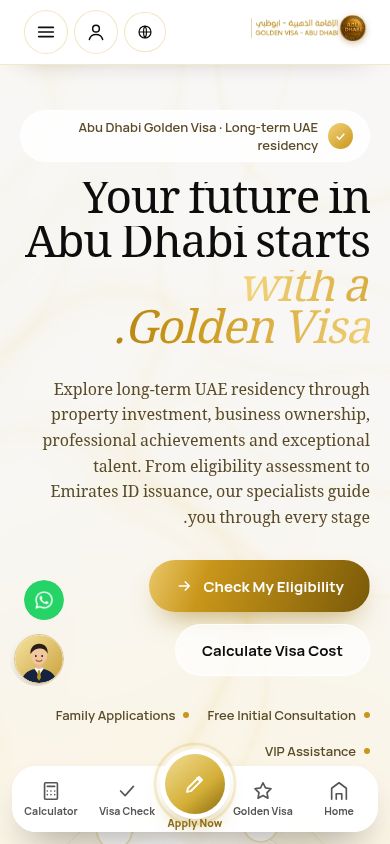 الإقامة الذهبية - أبوظبي
GOLDEN VISA - ABU DHABI
ABU DHABI
Abu Dhabi Golden Visa · Long-term UAE
residency
Your future in
Abu Dhabi starts
with a
.Golden Visa
Explore long-term UAE residency through
property investment, business ownership,
professional achievements and exceptional
talent. From eligibility assessment to
Emirates ID issuance, our specialists guide
.you through every stage
Check My Eligibility
Calculate Visa Cost
Family Applications
Free Initial Consultation
VIP Assistance
Calculator
Visa Check
Apply Now
Golden Visa
Home